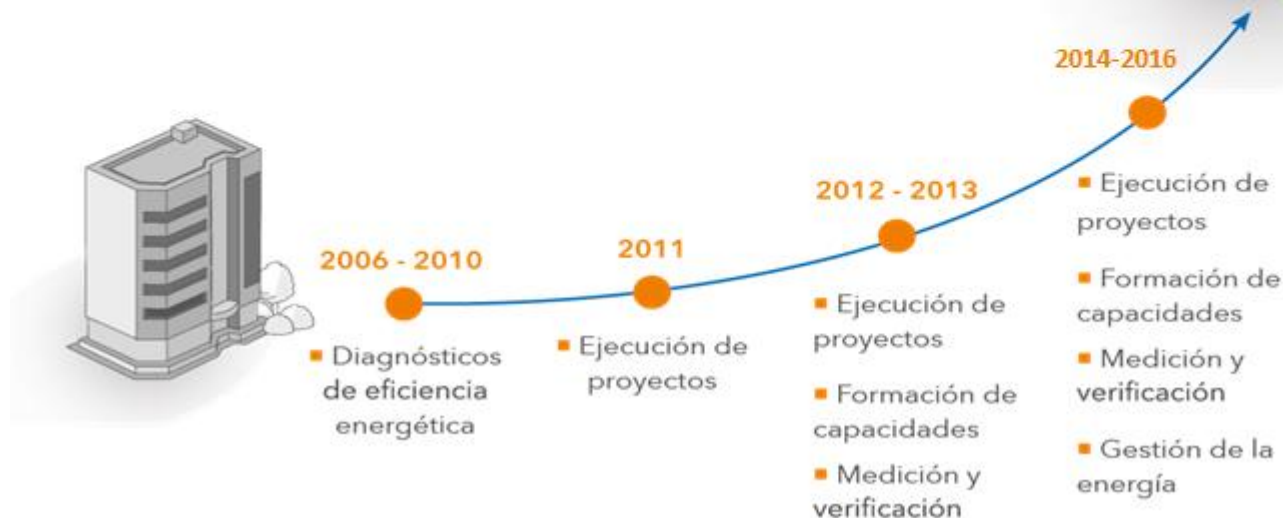 2006 - 2010
■ Diagnósticos
de eficiencia
energética
2011
■ Ejecución de
proyectos
2012 - 2013
■ Ejecución de
proyectos
■ Formación de
capacidades
■ Medición y
verificación
2014-2016
■ Ejecución de
proyectos
■ Formación de
capacidades
■ Medición y
verificación
■ Gestión de la
energía